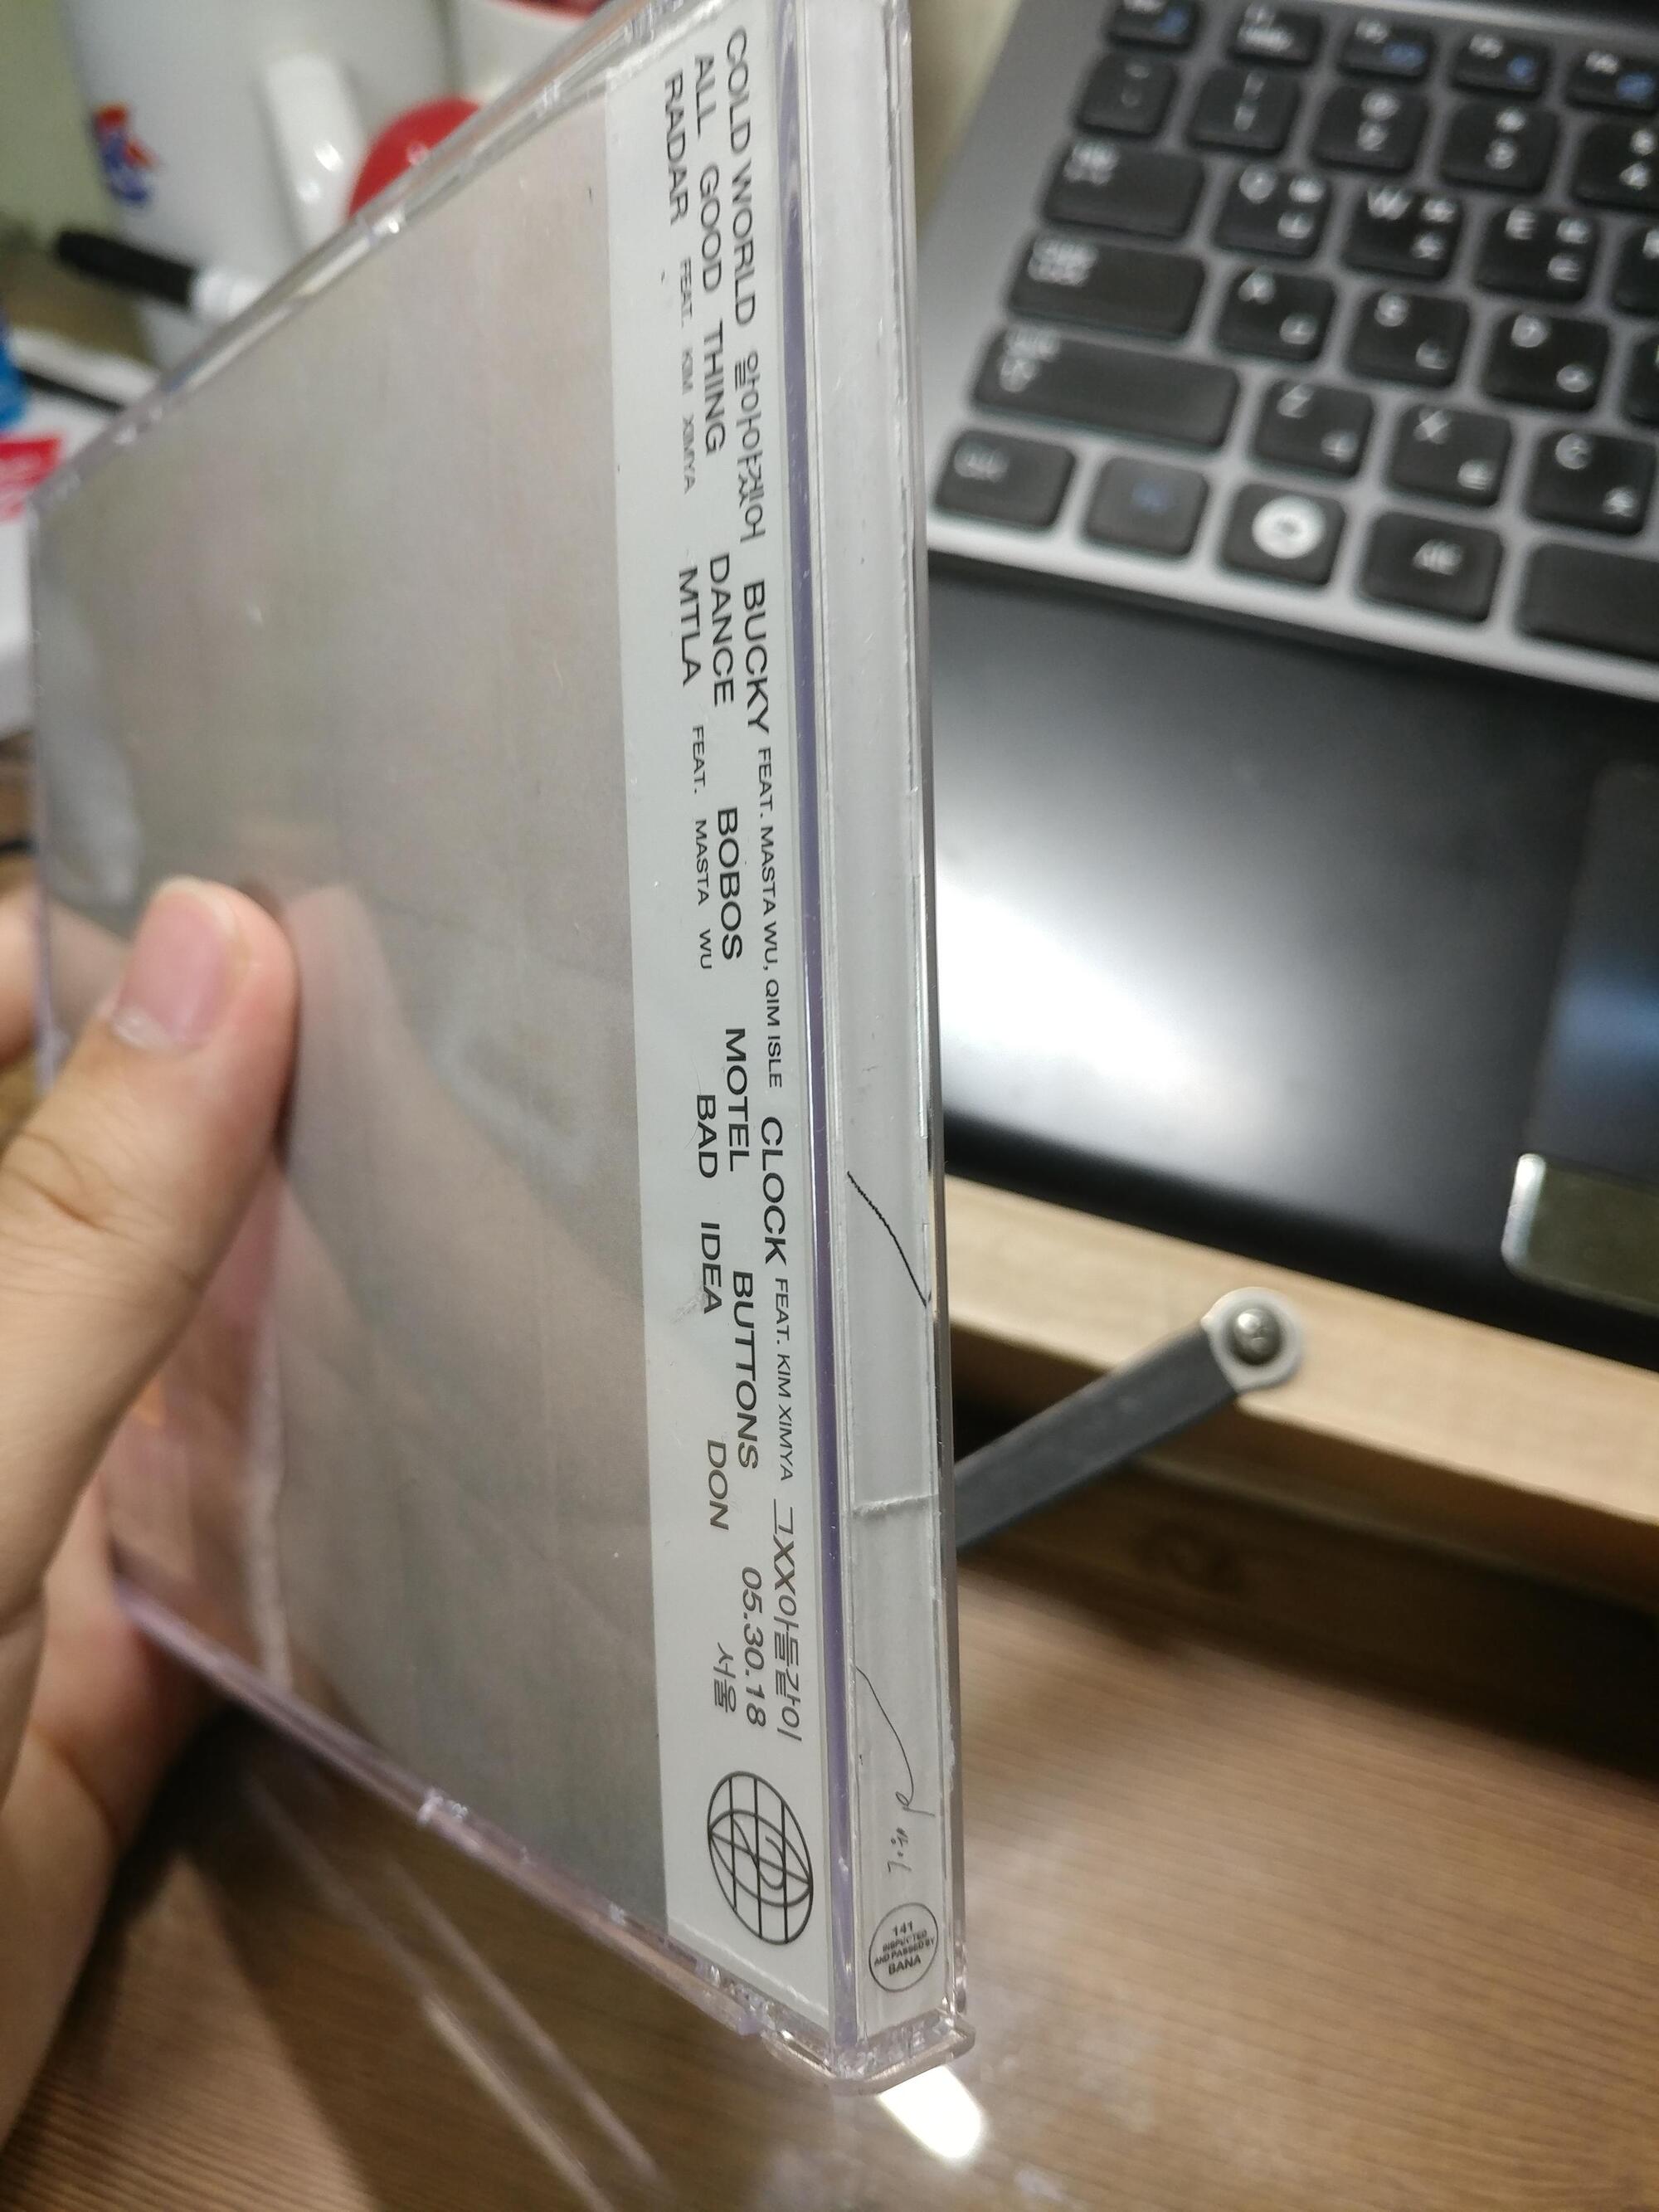 COLD WORLD 알아야겠어 BUCKY FEAT. MASTA WU, QIM ISLE CLOCK FEAT. KIM XIMYA 그XX아들같이
ALL GOOD THING DANCE BOBOS MOTEL BUTTONS 05.30.18
RADAR FEAT. KIM XIMYA MTLA FEAT. MASTA WU BAD IDEA DON 서울
141
INSPECTED
AND PASSED BY
BANA
Q
W
E
A
S
D
Z
X
C